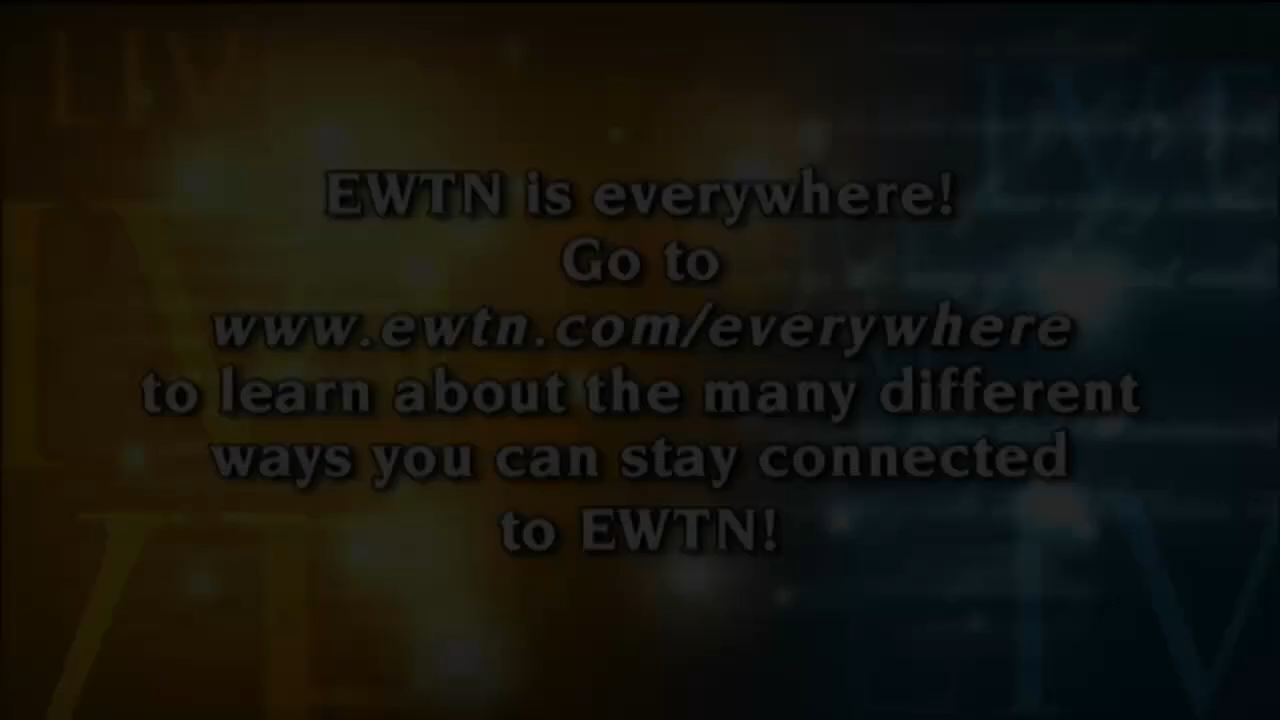 EWTN is everywhere!
Go to
www.ewtn.com/everywhere
to learn about the many different
ways you can stay connected
to EWTN!